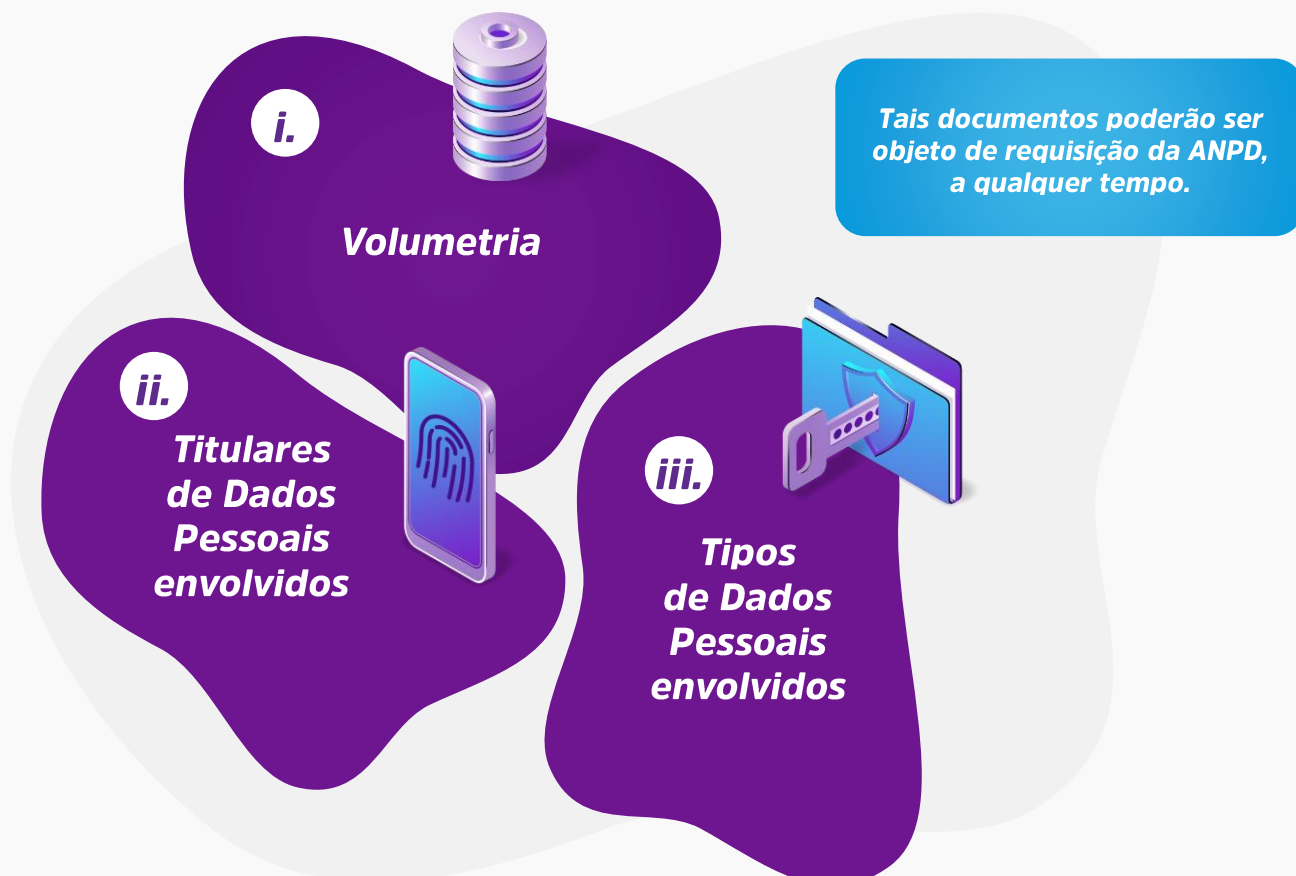 i.
Volumetria
Tais documentos poderão ser
objeto de requisição da ANPD,
a qualquer tempo.
ii.
Titulares
de Dados
Pessoais
envolvidos
iii.
Tipos
de Dados
Pessoais
envolvidos